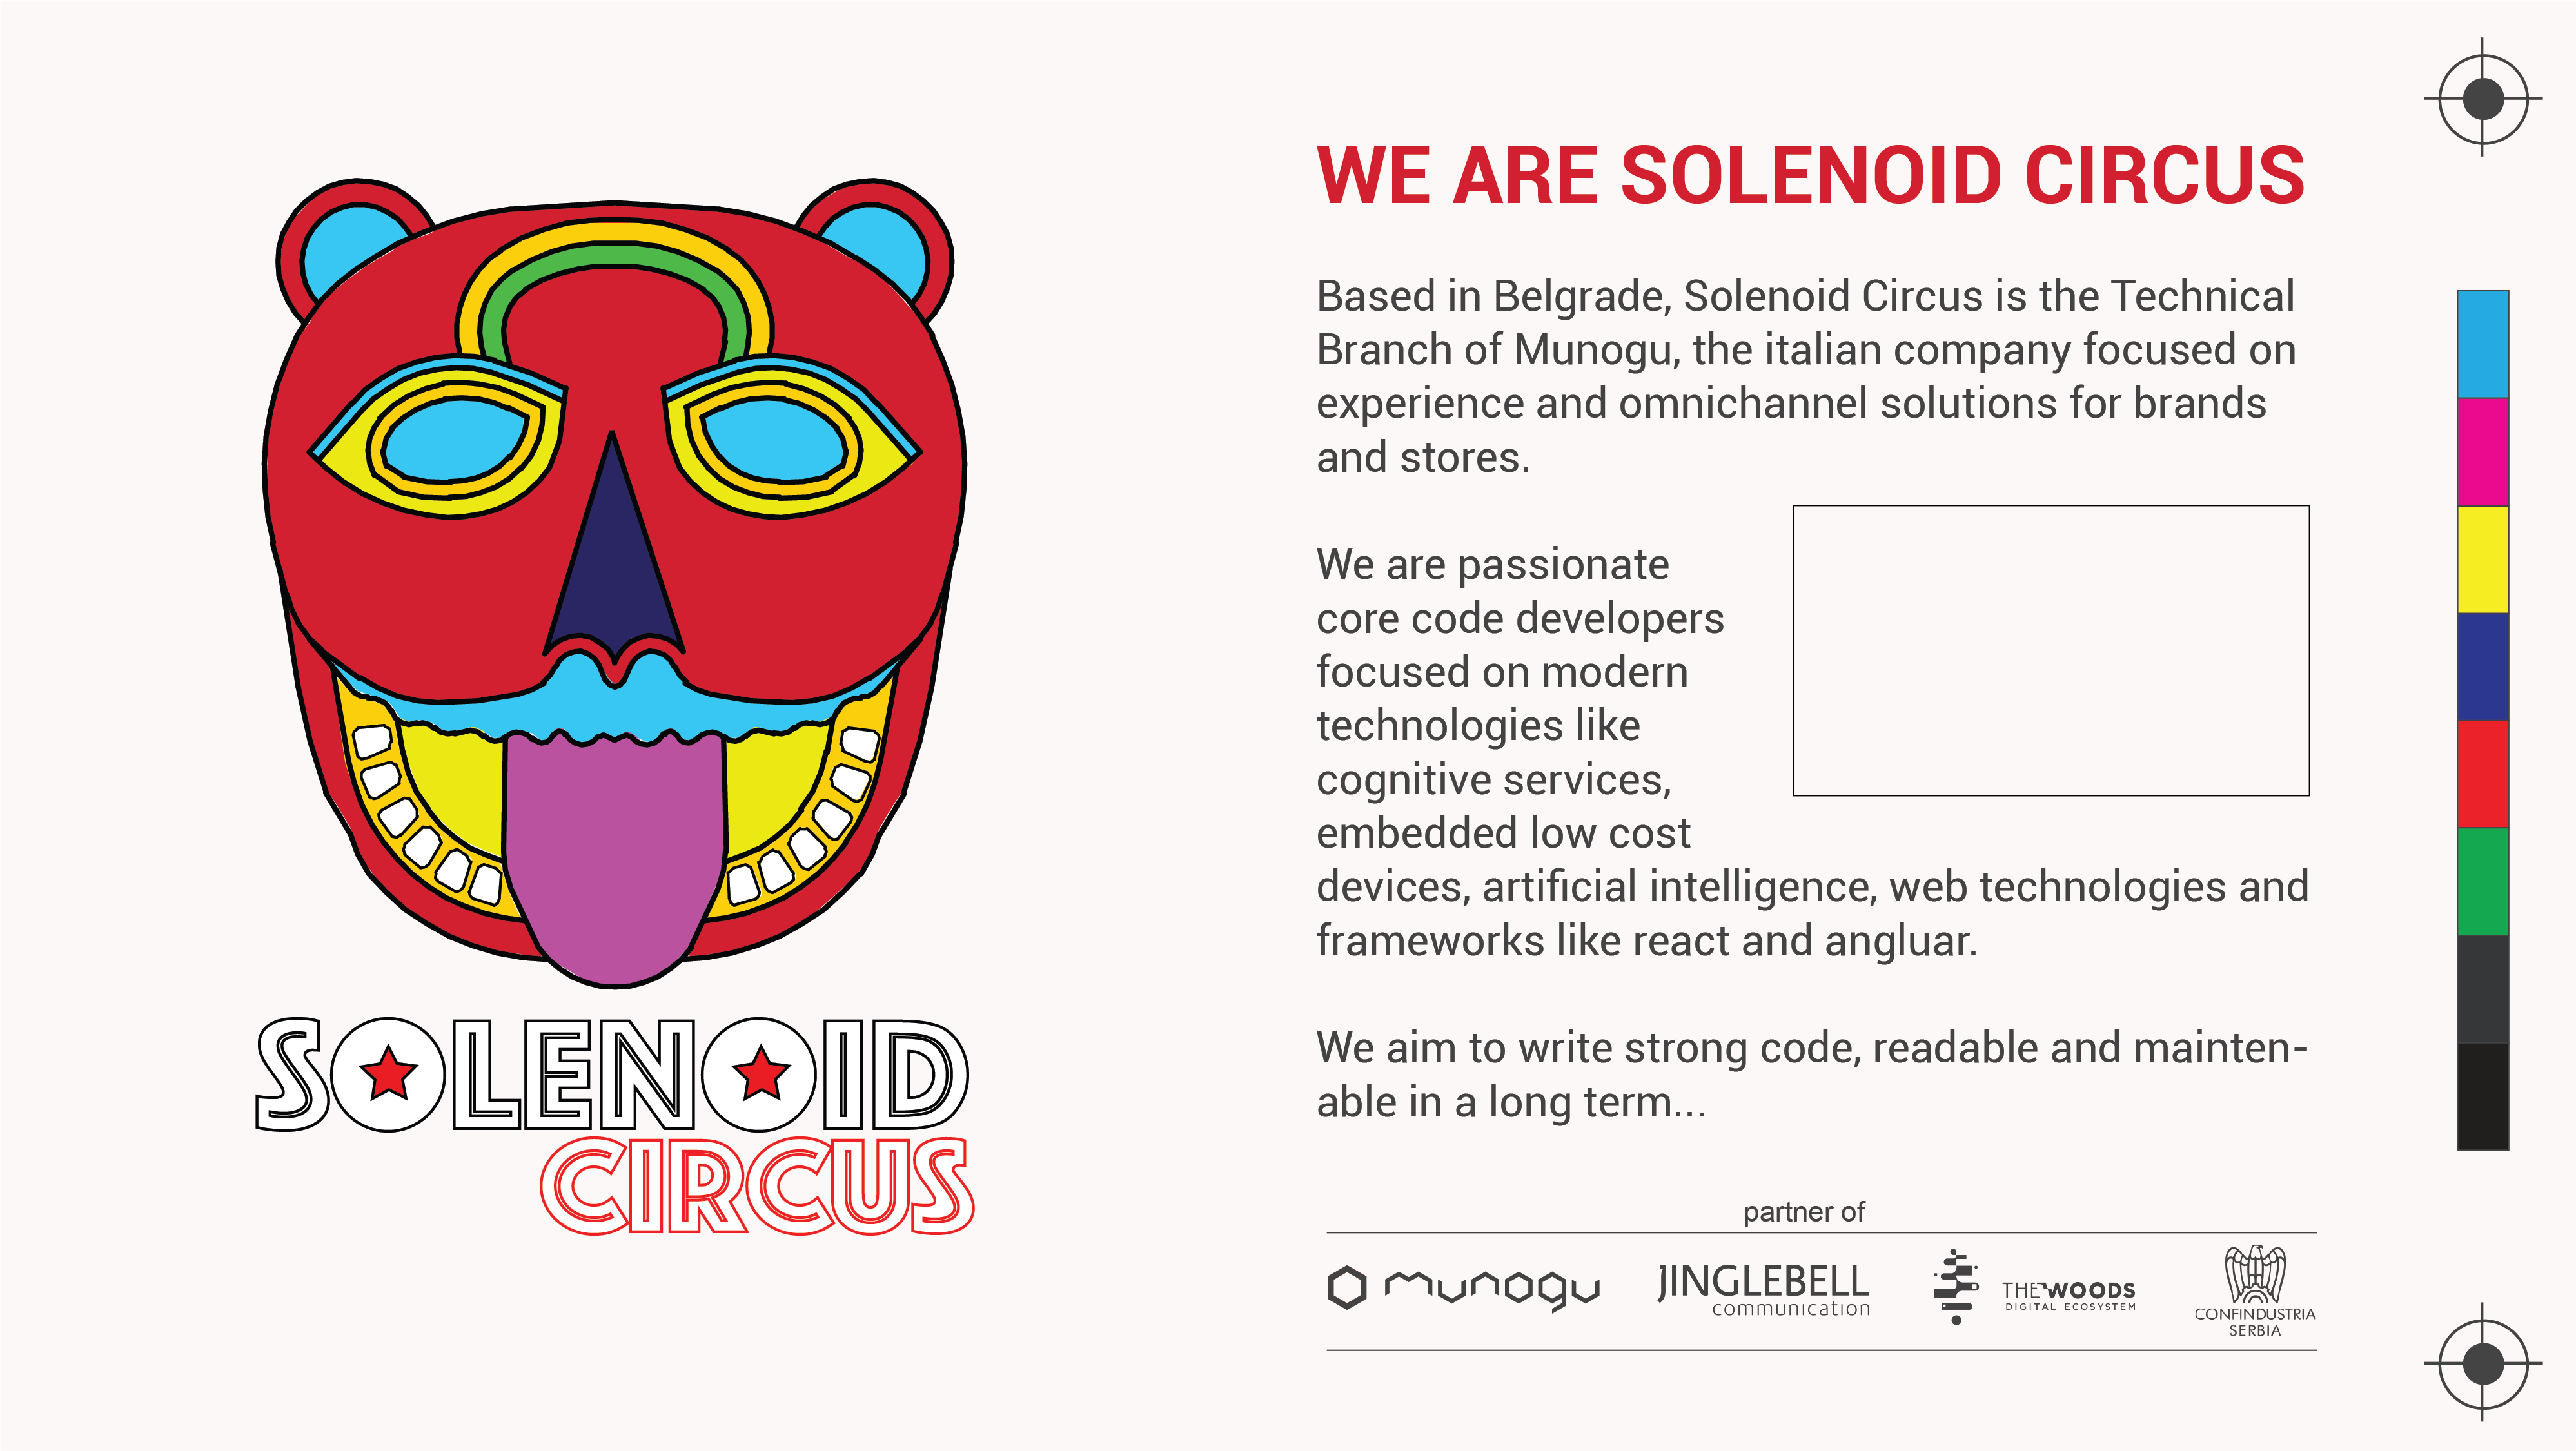 SOLENOID
CIRCUS
WE ARE SOLENOID CIRCUS
Based in Belgrade, Solenoid Circus is the Technical
Branch of Munogu, the italian company focused on
experience and omnichannel solutions for brands
and stores.
We are passionate
core code developers
focused on modern
technologies like
cognitive services,
embedded low cost
devices, artificial intelligence, web technologies and
frameworks like react and angluar.
We aim to write strong code, readable and mainten-
able in a long term...
partner of
munogu
JINGLEBELL
communication
THE WOODS
DIGITAL ECOSYSTEM
CONFINDUSTRIA
SERBIA